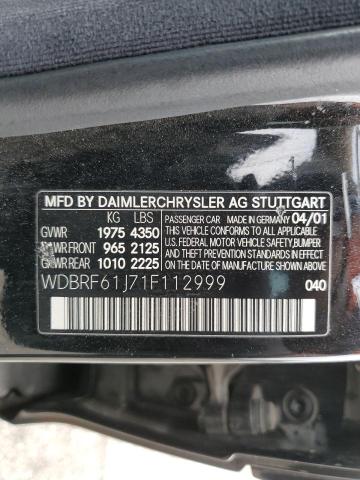 MFD BY DAIMLERCHRYSLER AG STUTTGART
KG LBS PASSENGER CAR MADE IN GERMANY 04/01
GVWR 1975 4350 THIS VEHICLE CONFORMS TO ALL APPLICABLE
GAWR FRONT 965 2125 U.S. FEDERAL MOTOR VEHICLE SAFETY, BUMPER
GAWR REAR 1010 2225 AND THEFT PREVENTION STANDARDS IN EFFECT
ON THE DATE OF MANUFACTURE SHOWN ABOVE.
WDBRF61J71F112999 040